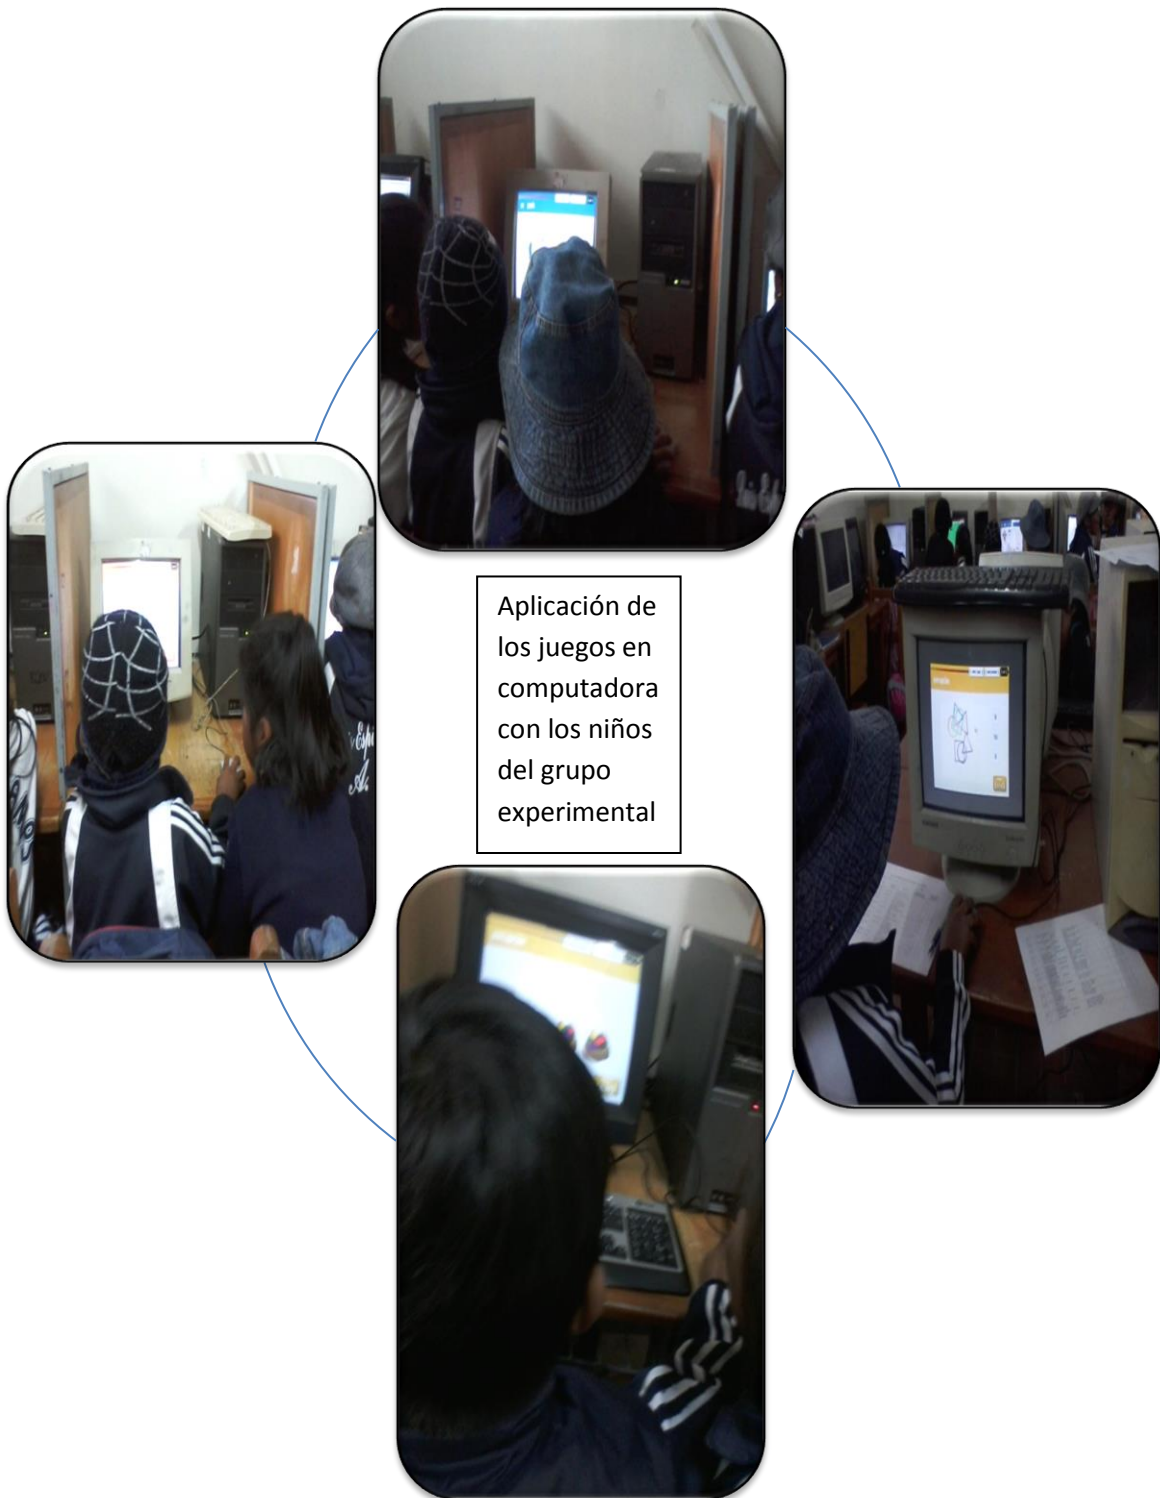 Aplicación de
los juegos en
computadora
con los niños
del grupo
experimental